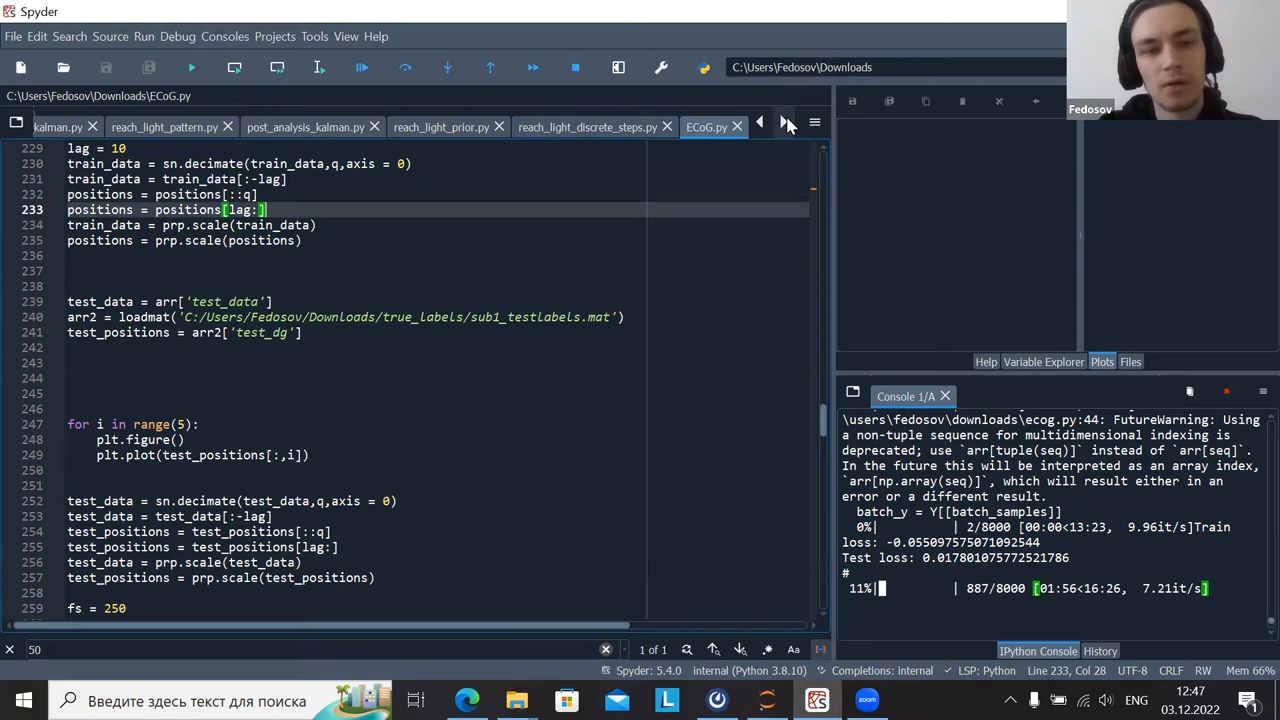 Spyder
File Edit Search Source Run Debug Consoles Projects Tools View Help
C:\Users\Fedosov\Downloads
Fedosov
C:\Users\Fedosov\Downloads\ECoG.py
kalman.py reach_light_pattern.py post_analysis_kalman.py reach_light_prior.py reach_light_discrete_steps.py ECoG.py
229 lag = 10
230 train_data = sn.decimate(train_data,q,axis = 0)
231 train_data = train_data[:-lag]
232 positions = positions[::q]
233 positions = positions[lag:]
234 train_data = prp.scale(train_data)
235 positions = prp.scale(positions)
236
237
238
239 test_data = arr['test_data']
240 arr2 = loadmat('C:/Users/Fedosov/Downloads/true_labels/sub1_testlabels.mat')
241 test_positions = arr2['test_dg']
242
243
244
245
246
247 for i in range(5):
248 plt.figure()
249 plt.plot(test_positions[:,i])
250
251
252 test_data = sn.decimate(test_data,q,axis = 0)
253 test_data = test_data[:-lag]
254 test_positions = test_positions[::q]
255 test_positions = test_positions[lag:]
256 test_data = prp.scale(test_data)
257 test_positions = prp.scale(test_positions)
258
259 fs = 250
50
1 of 1
Aa
Help Variable Explorer Plots Files
Console 1/A
\users\fedosov\downloads\ecog.py:44: FutureWarning: Using
a non-tuple sequence for multidimensional indexing is
deprecated; use `arr[tuple(seq)]` instead of `arr[seq]`.
In the future this will be interpreted as an array index,
`arr[np.array(seq)]`, which will result either in an
error or a different result.
batch_y = Y[[batch_samples]]
0%| | 2/8000 [00:00<13:23, 9.96it/s]Train
loss: -0.055097575071092544
Test loss: 0.017801075772521786
#
11%| | 887/8000 [01:56<16:26, 7.21it/s]
IPython Console History
Spyder: 5.4.0 internal (Python 3.8.10) Completions: internal LSP: Python Line 233, Col 28 UTF-8 CRLF RW Mem 66%
Введите здесь текст для поиска
L
zoom
ENG
12:47
03.12.2022
1